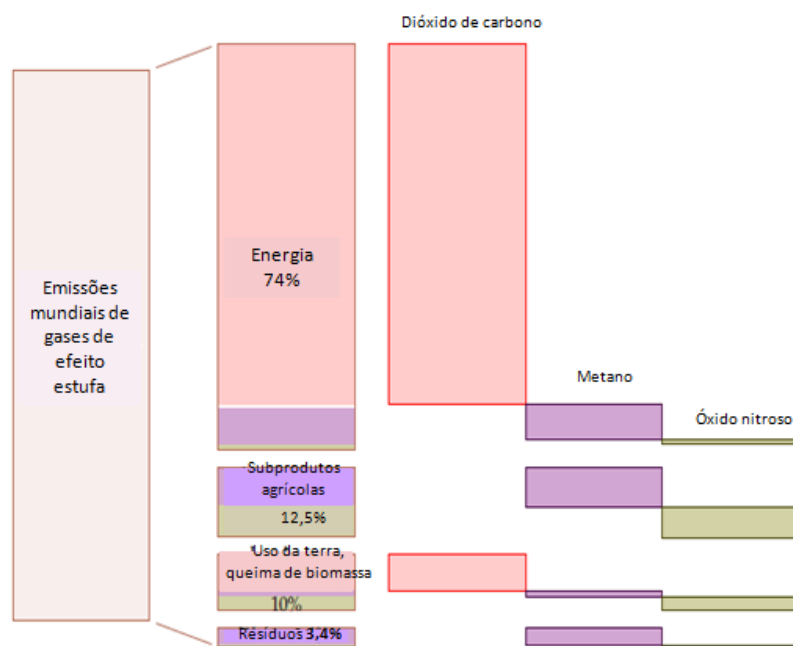 Dióxido de carbono
Energia
74%
Emissões
mundiais de
gases de
efeito
estufa
Metano
Óxido nitroso
Subprodutos
agrícolas
12,5%
Uso da terra,
queima de biomassa
10%
Resíduos 3,4%